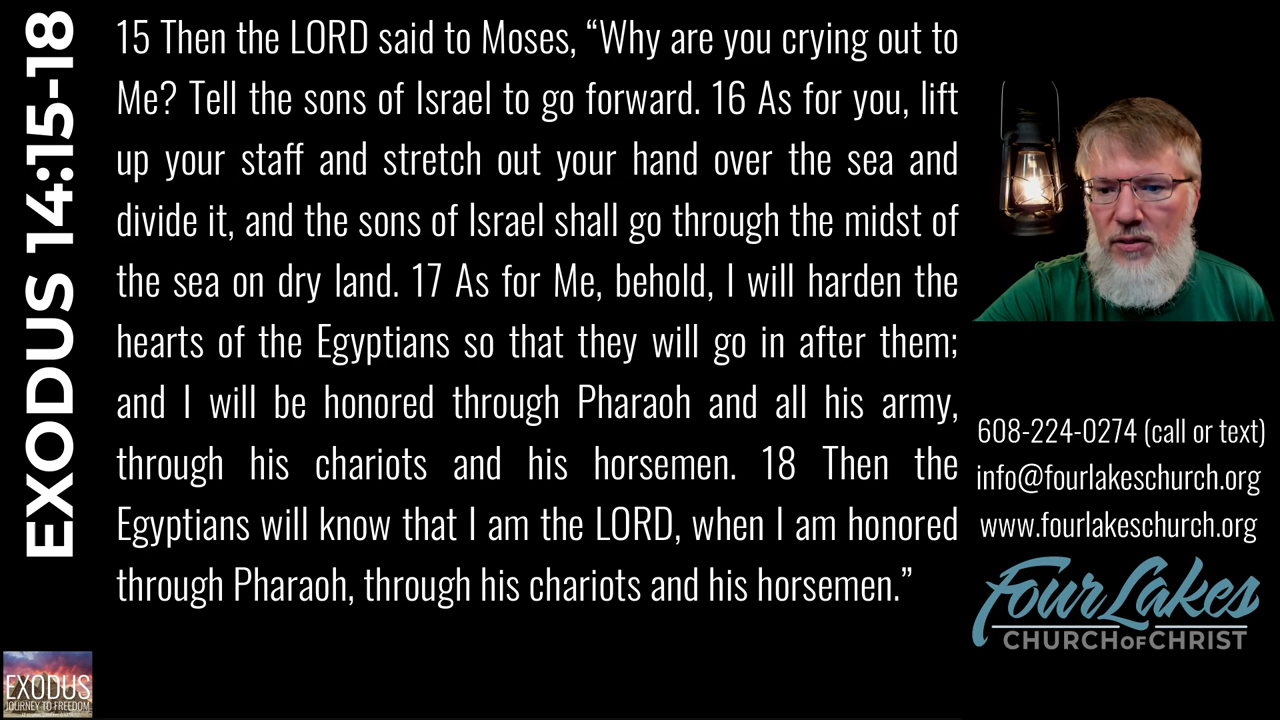 EXODUS 14:15-18
15 Then the LORD said to Moses, “Why are you crying out to
Me? Tell the sons of Israel to go forward. 16 As for you, lift
up your staff and stretch out your hand over the sea and
divide it, and the sons of Israel shall go through the midst of
the sea on dry land. 17 As for Me, behold, I will harden the
hearts of the Egyptians so that they will go in after them;
and I will be honored through Pharaoh and all his army,
through his chariots and his horsemen. 18 Then the
Egyptians will know that I am the LORD, when I am honored
through Pharaoh, through his chariots and his horsemen.”
608-224-0274 (call or text)
info@fourlakeschurch.org
www.fourlakeschurch.org
Four Lakes
CHURCH OF CHRIST
EXODUS
JOURNEY TO FREEDOM